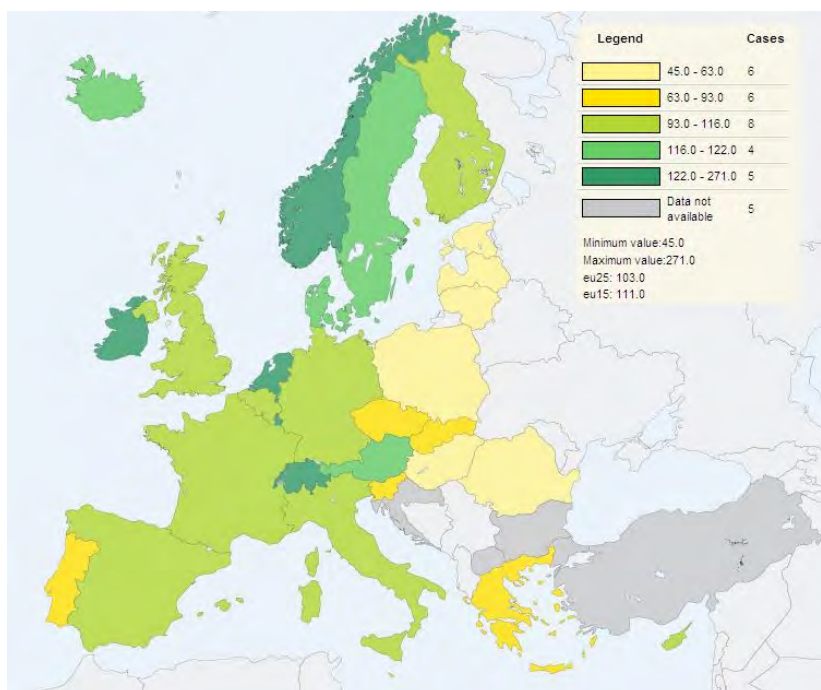 Legend Cases
45.0 - 63.0 6
63.0 - 93.0 6
93.0 - 116.0 8
116.0 - 122.0 4
122.0 - 271.0 5
Data not
available 5
Minimum value:45.0
Maximum value:271.0
eu25: 103.0
eu15: 111.0